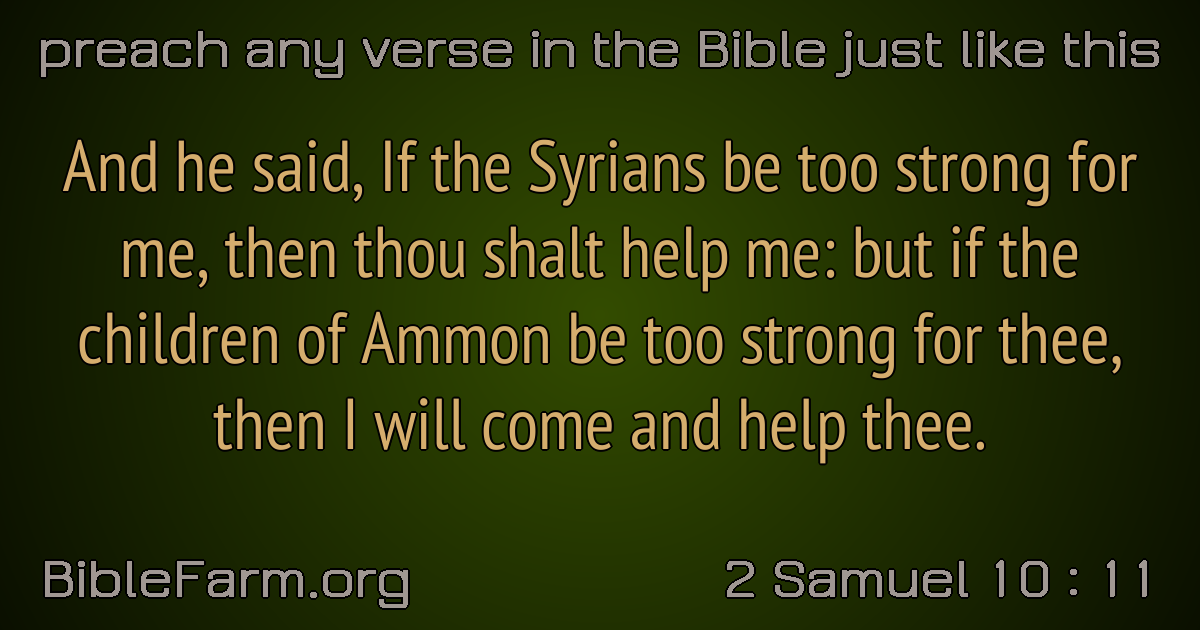 preach any verse in the Bible just like this
And he said, If the Syrians be too strong for
me, then thou shalt help me: but if the
children of Ammon be too strong for thee,
then I will come and help thee.
BibleFarm.org
2 Samuel 10 : 11